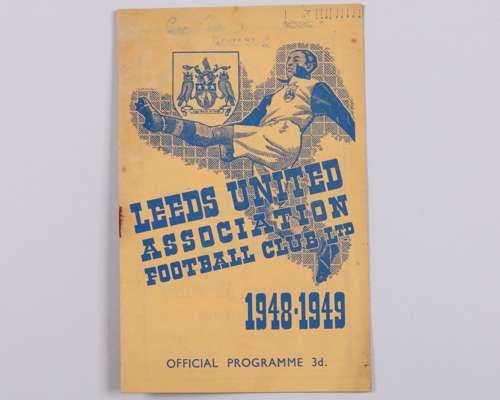 LEEDS UNITED
ASSOCIATION
FOOTBALL CLUB LTD
1948-1949
OFFICIAL PROGRAMME 3d.